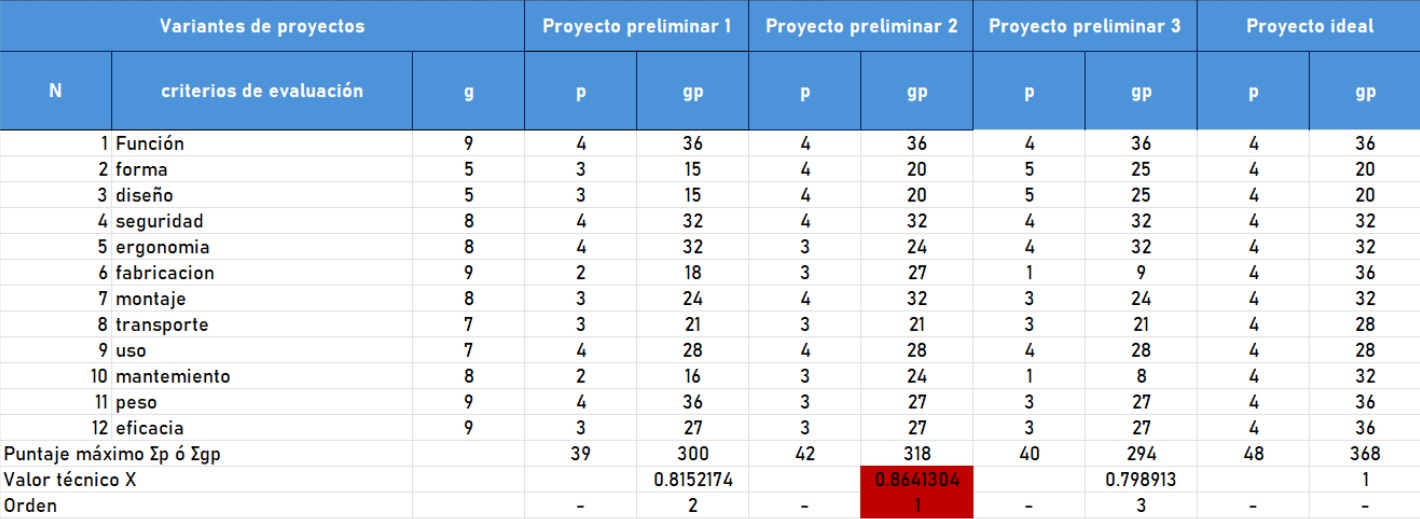 Variantes de proyectos Proyecto preliminar 1 Proyecto preliminar 2 Proyecto preliminar 3 Proyecto ideal
N criterios de evaluación g p gp p gp p gp p gp
1 Función 9 4 36 4 36 4 36 4 36
2 forma 5 3 15 4 20 5 25 4 20
3 diseño 5 3 15 4 20 5 25 4 20
4 seguridad 8 4 32 4 32 4 32 4 32
5 ergonomia 8 4 32 3 24 4 32 4 32
6 fabricacion 9 2 18 3 27 1 9 4 36
7 montaje 8 3 24 4 32 3 24 4 32
8 transporte 7 3 21 3 21 3 21 4 28
9 uso 7 4 28 4 28 4 28 4 28
10 mantemiento 8 2 16 3 24 1 8 4 32
11 peso 9 4 36 3 27 3 27 4 36
12 eficacia 9 3 27 3 27 3 27 4 36
Puntaje máximo Σp ó Σgp 39 300 42 318 40 294 48 368
Valor técnico X 0.8152174 0.8641304 0.798913 1
Orden - 2 - 1 - 3 - -